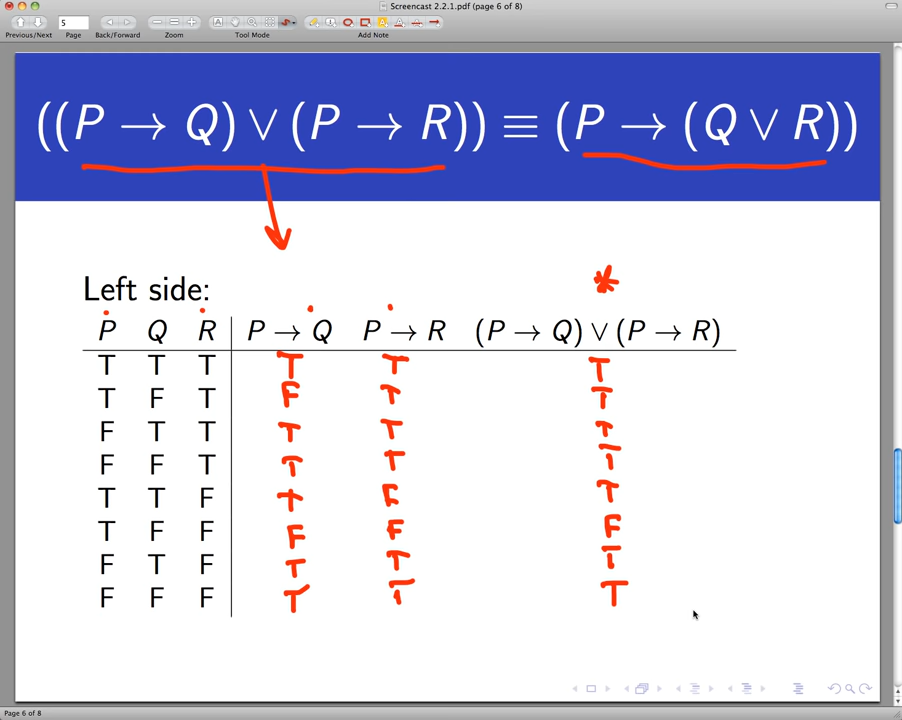 Screencast 2.2.1.pdf (page 6 of 8)
5
Previous/Next Page Back/Forward Zoom Tool Mode Add Note
((P → Q) ∨ (P → R)) ≡ (P → (Q ∨ R))
Left side:
P Q R P → Q P → R (P → Q) ∨ (P → R)
T T T T T T
T F T F T T
F T T T T T
F F T T T T
T T F T F T
T F F F F F
F T F T T T
F F F T T T
Page 6 of 8